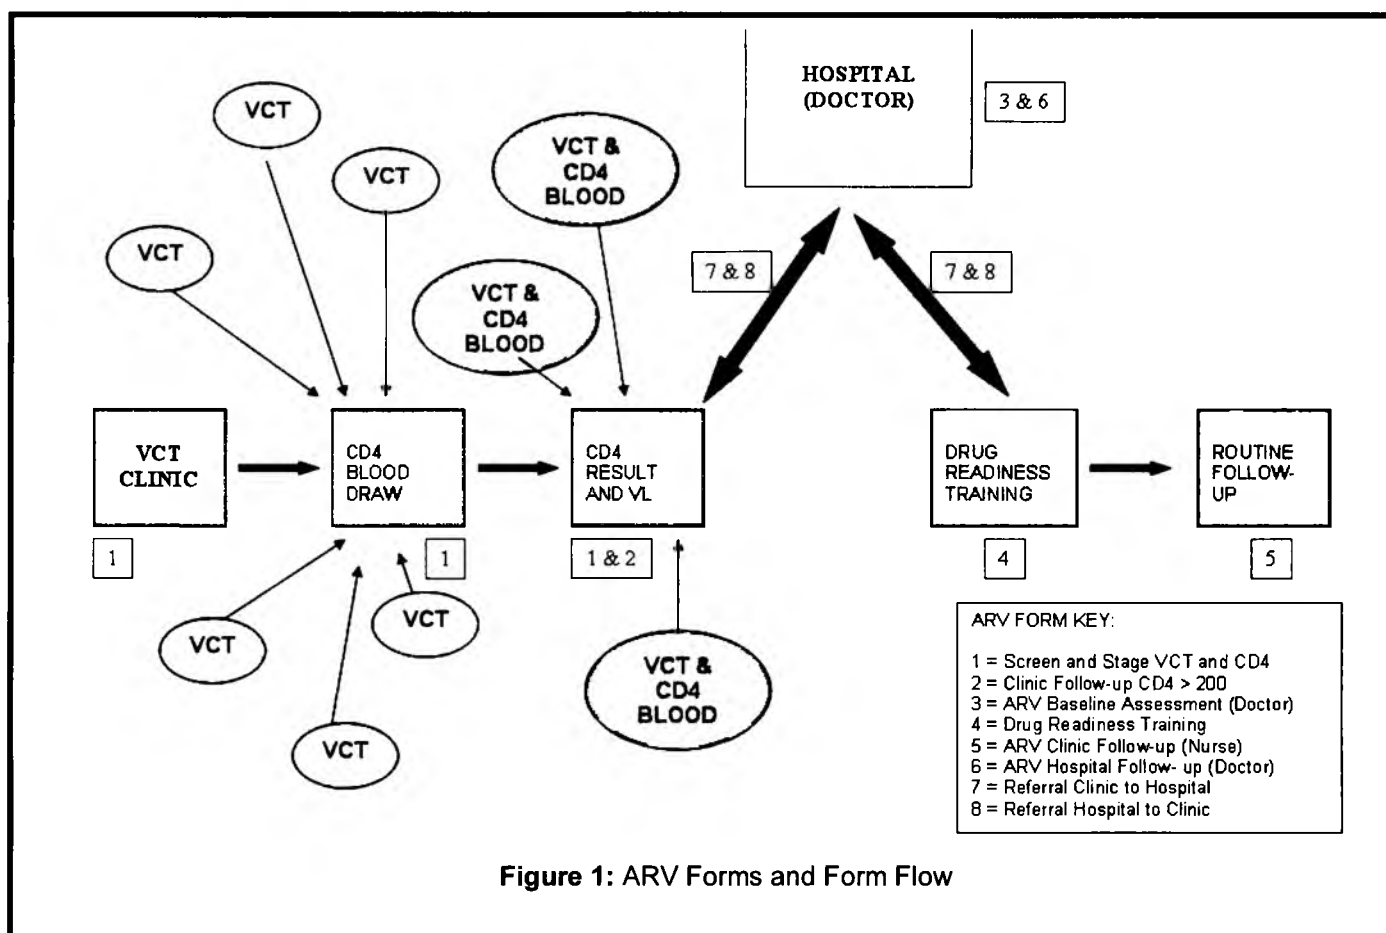 HOSPITAL
(DOCTOR)
3 & 6
VCT
VCT
VCT
VCT &
CD4
BLOOD
VCT &
CD4
BLOOD
7 & 8
7 & 8
VCT
CLINIC
CD4
BLOOD
DRAW
CD4
RESULT
AND VL
DRUG
READINESS
TRAINING
ROUTINE
FOLLOW-
UP
1
1
1 & 2
4
5
VCT
VCT
VCT
VCT &
CD4
BLOOD
ARV FORM KEY:
1 = Screen and Stage VCT and CD4
2 = Clinic Follow-up CD4 > 200
3 = ARV Baseline Assessment (Doctor)
4 = Drug Readiness Training
5 = ARV Clinic Follow-up (Nurse)
6 = ARV Hospital Follow- up (Doctor)
7 = Referral Clinic to Hospital
8 = Referral Hospital to Clinic
Figure 1: ARV Forms and Form Flow